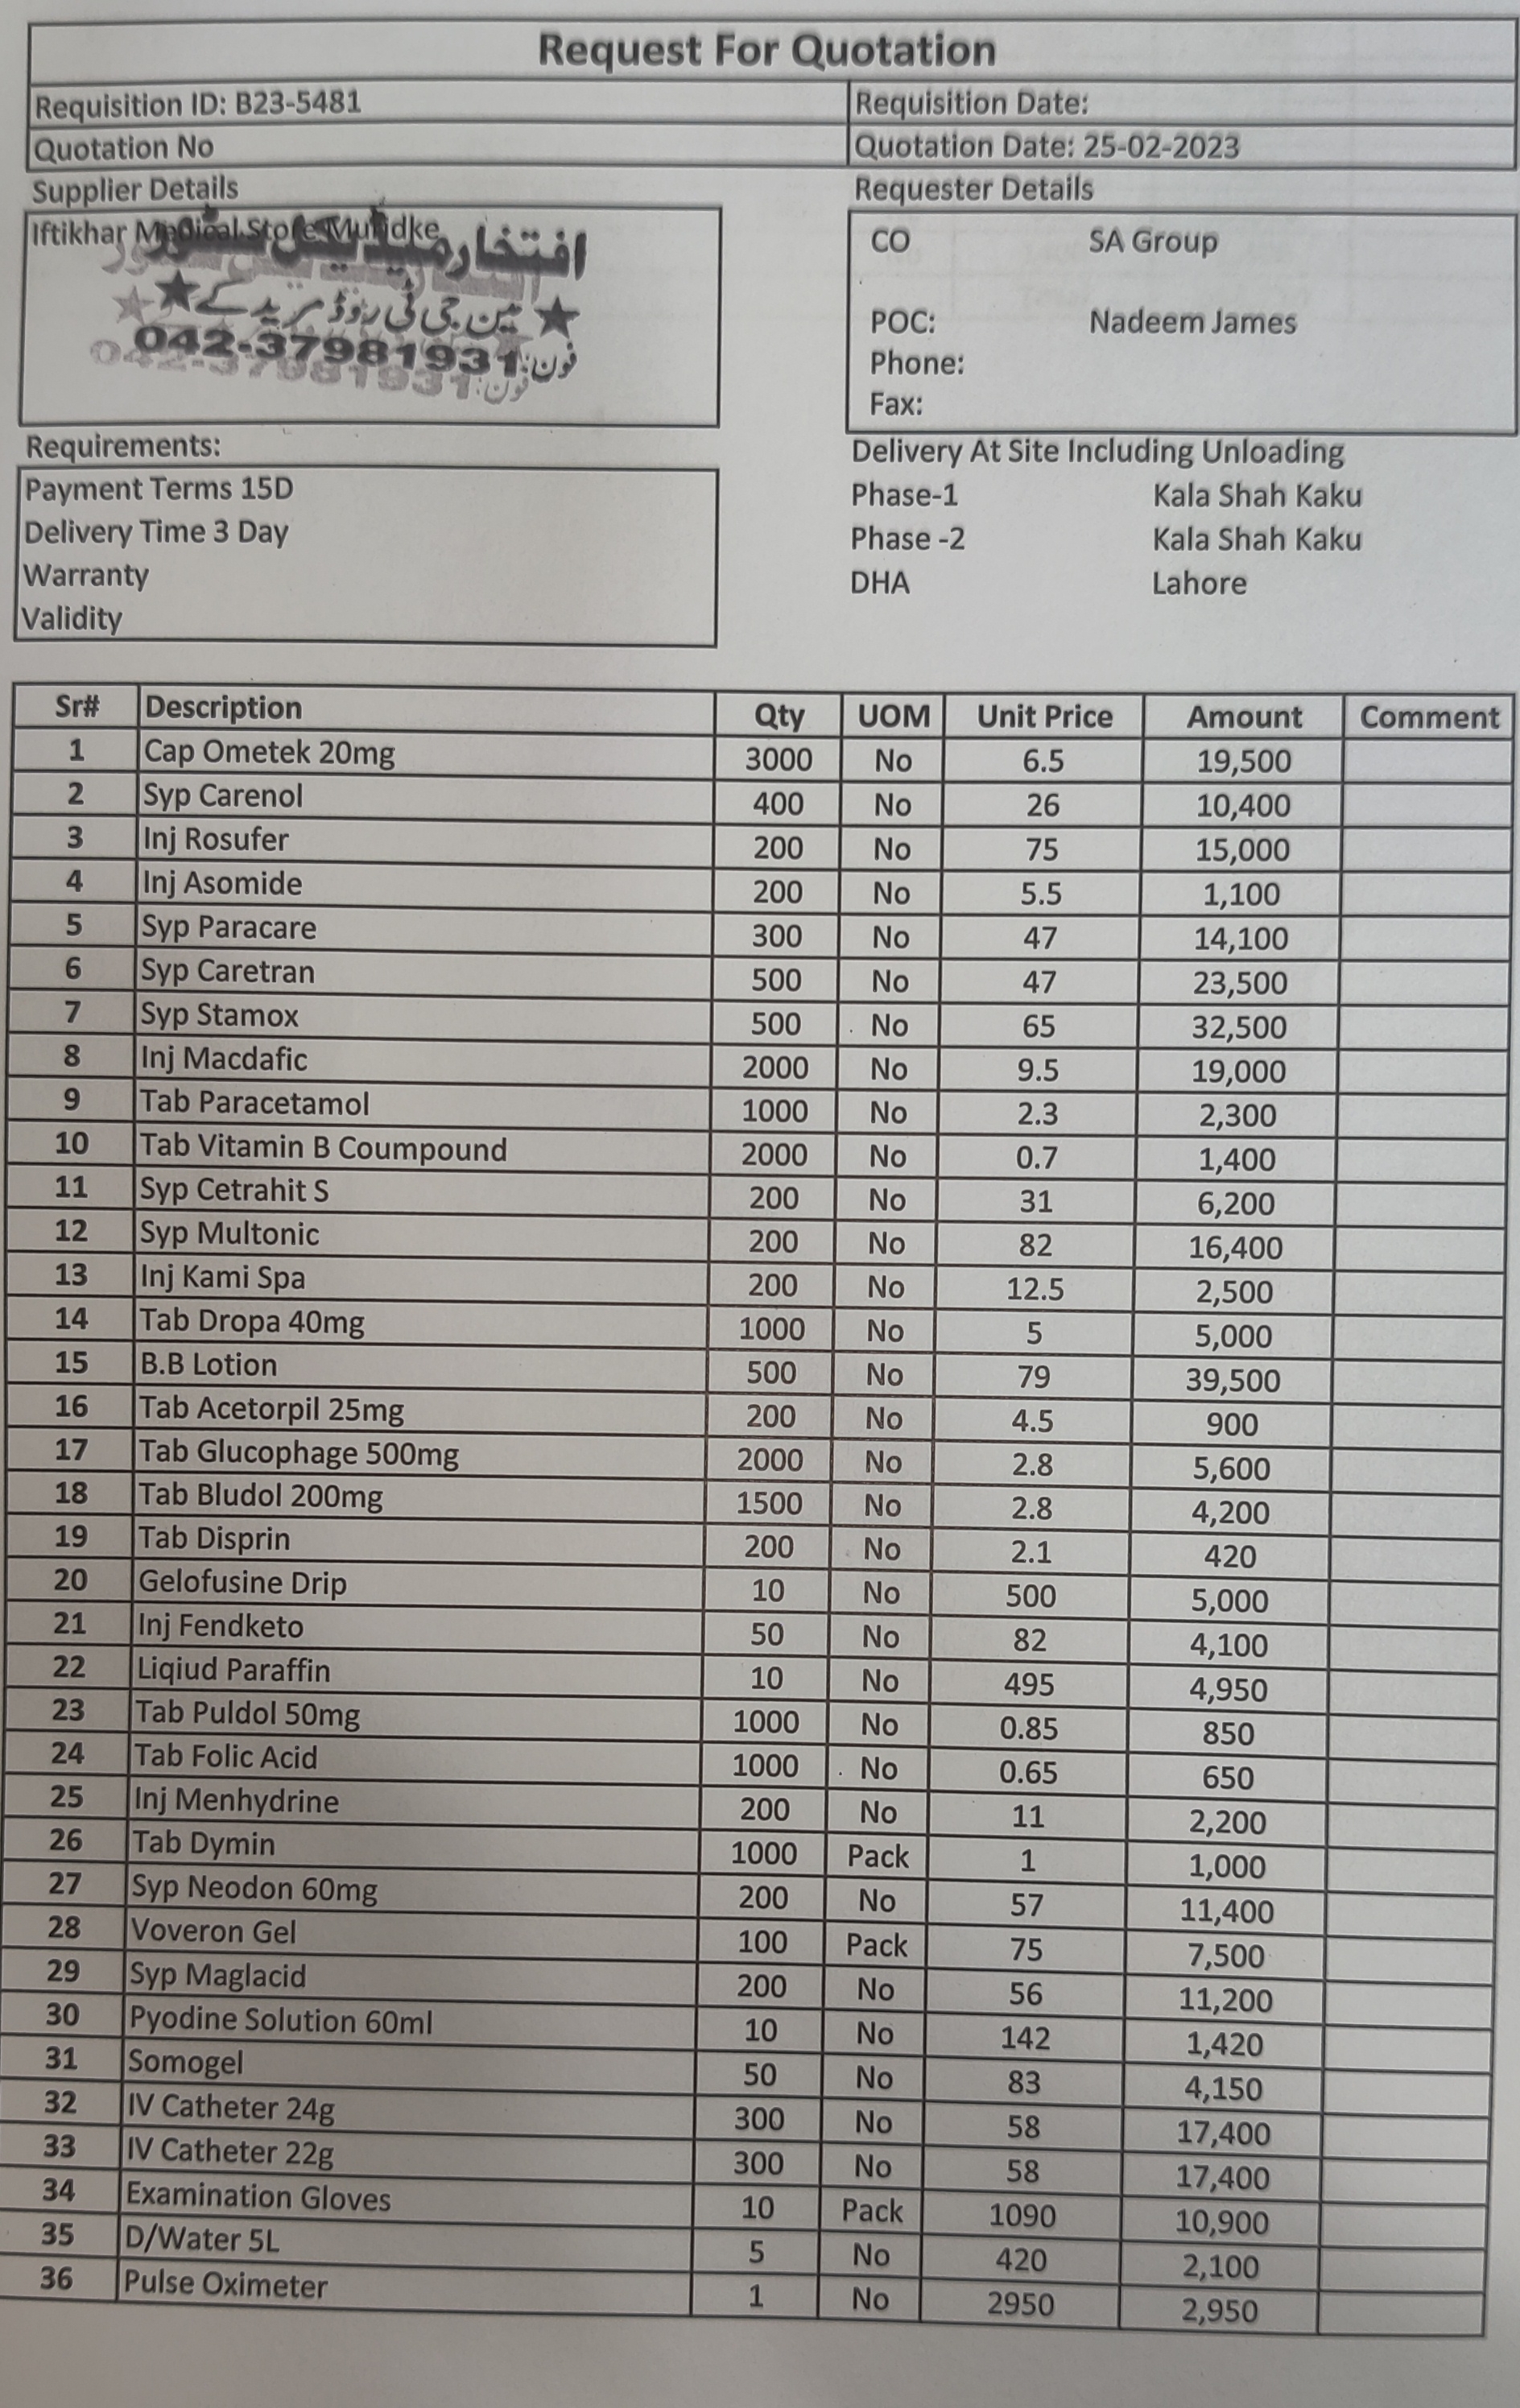 Request For Quotation
Requisition ID: B23-5481 Requisition Date:
Quotation No Quotation Date: 25-02-2023
Supplier Details Requester Details
Iftikhar Medical Store Muridke
افتخار میڈیکل سٹور
مین جی ٹی روڈ مریدکے
فون: 042-37981931
CO SA Group
POC: Nadeem James
Phone:
Fax:
Requirements:
Payment Terms 15D
Delivery Time 3 Day
Warranty
Validity
Delivery At Site Including Unloading
Phase-1 Kala Shah Kaku
Phase -2 Kala Shah Kaku
DHA Lahore
Sr# Description Qty UOM Unit Price Amount Comment
1 Cap Ometek 20mg 3000 No 6.5 19,500
2 Syp Carenol 400 No 26 10,400
3 Inj Rosufer 200 No 75 15,000
4 Inj Asomide 200 No 5.5 1,100
5 Syp Paracare 300 No 47 14,100
6 Syp Caretran 500 No 47 23,500
7 Syp Stamox 500 No 65 32,500
8 Inj Macdafic 2000 No 9.5 19,000
9 Tab Paracetamol 1000 No 2.3 2,300
10 Tab Vitamin B Coumpound 2000 No 0.7 1,400
11 Syp Cetrahit S 200 No 31 6,200
12 Syp Multonic 200 No 82 16,400
13 Inj Kami Spa 200 No 12.5 2,500
14 Tab Dropa 40mg 1000 No 5 5,000
15 B.B Lotion 500 No 79 39,500
16 Tab Acetorpil 25mg 200 No 4.5 900
17 Tab Glucophage 500mg 2000 No 2.8 5,600
18 Tab Bludol 200mg 1500 No 2.8 4,200
19 Tab Disprin 200 No 2.1 420
20 Gelofusine Drip 10 No 500 5,000
21 Inj Fendketo 50 No 82 4,100
22 Liqiud Paraffin 10 No 495 4,950
23 Tab Puldol 50mg 1000 No 0.85 850
24 Tab Folic Acid 1000 No 0.65 650
25 Inj Menhydrine 200 No 11 2,200
26 Tab Dymin 1000 Pack 1 1,000
27 Syp Neodon 60mg 200 No 57 11,400
28 Voveron Gel 100 Pack 75 7,500
29 Syp Maglacid 200 No 56 11,200
30 Pyodine Solution 60ml 10 No 142 1,420
31 Somogel 50 No 83 4,150
32 IV Catheter 24g 300 No 58 17,400
33 IV Catheter 22g 300 No 58 17,400
34 Examination Gloves 10 Pack 1090 10,900
35 D/Water 5L 5 No 420 2,100
36 Pulse Oximeter 1 No 2950 2,950